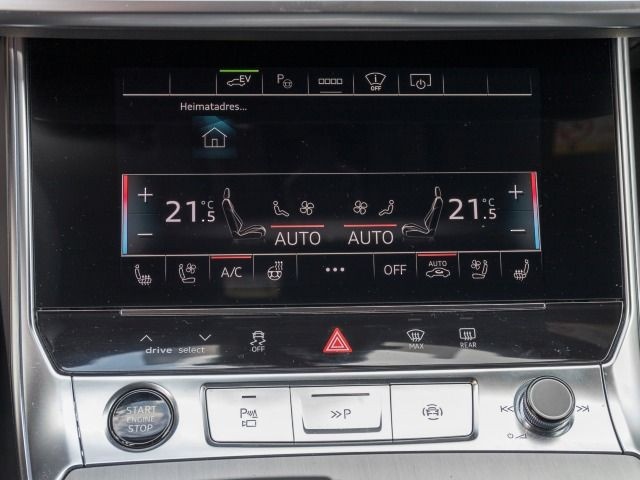 EV P OFF
Heimatadres...
+ 21.5 °C 21.5 °C +
− AUTO AUTO −
A/C ... OFF AUTO
drive select OFF MAX REAR
START ENGINE STOP
P >>P